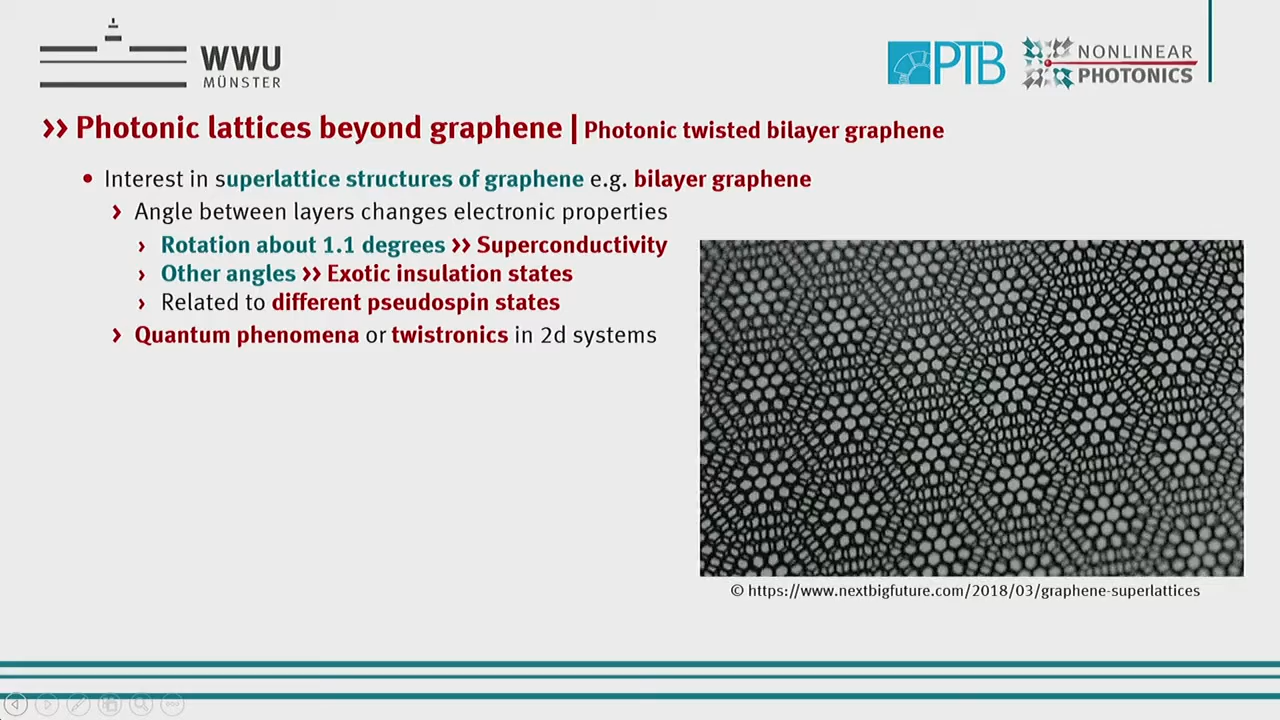 WWU
MÜNSTER
PTB
NONLINEAR
PHOTONICS
›› Photonic lattices beyond graphene | Photonic twisted bilayer graphene
• Interest in superlattice structures of graphene e.g. bilayer graphene
› Angle between layers changes electronic properties
› Rotation about 1.1 degrees ›› Superconductivity
› Other angles ›› Exotic insulation states
› Related to different pseudospin states
› Quantum phenomena or twistronics in 2d systems
© https://www.nextbigfuture.com/2018/03/graphene-superlattices